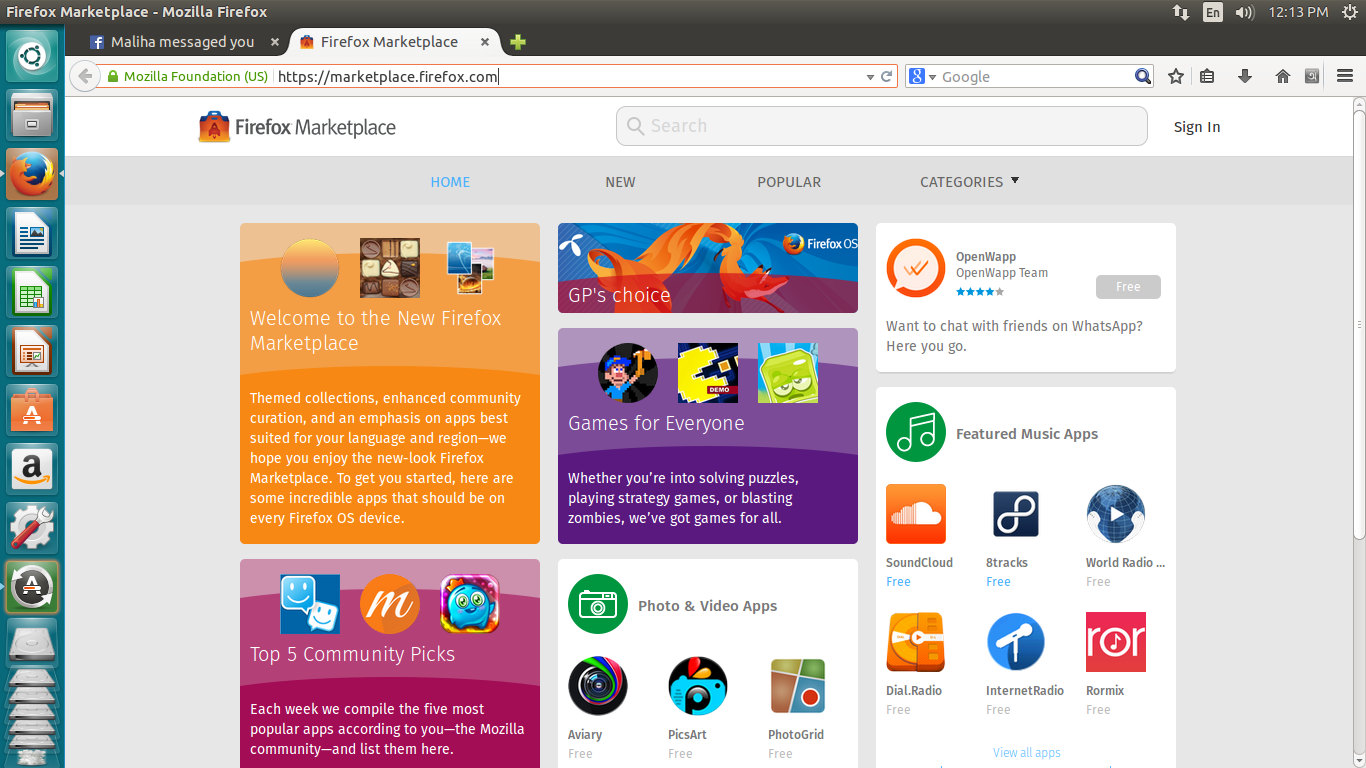 Firefox Marketplace - Mozilla Firefox
En
12:13 PM
Maliha messaged you
Firefox Marketplace
Mozilla Foundation (US)
https://marketplace.firefox.com
Google
Firefox Marketplace
Search
Sign In
HOME
NEW
POPULAR
CATEGORIES
Welcome to the New Firefox
Marketplace
Themed collections, enhanced community
curation, and an emphasis on apps best
suited for your language and region—we
hope you enjoy the new-look Firefox
Marketplace. To get you started, here are
some incredible apps that should be on
every Firefox OS device.
Top 5 Community Picks
Each week we compile the five most
popular apps according to you—the Mozilla
community—and list them here.
Firefox OS
GP's choice
DEMO
Games for Everyone
Whether you’re into solving puzzles,
playing strategy games, or blasting
zombies, we’ve got games for all.
Photo & Video Apps
Aviary
Free
PicsArt
Free
PhotoGrid
Free
OpenWapp
OpenWapp Team
Free
Want to chat with friends on WhatsApp?
Here you go.
Featured Music Apps
SoundCloud
Free
8tracks
Free
World Radio ...
Free
Dial.Radio
Free
InternetRadio
Free
ror
Rormix
Free
View all apps